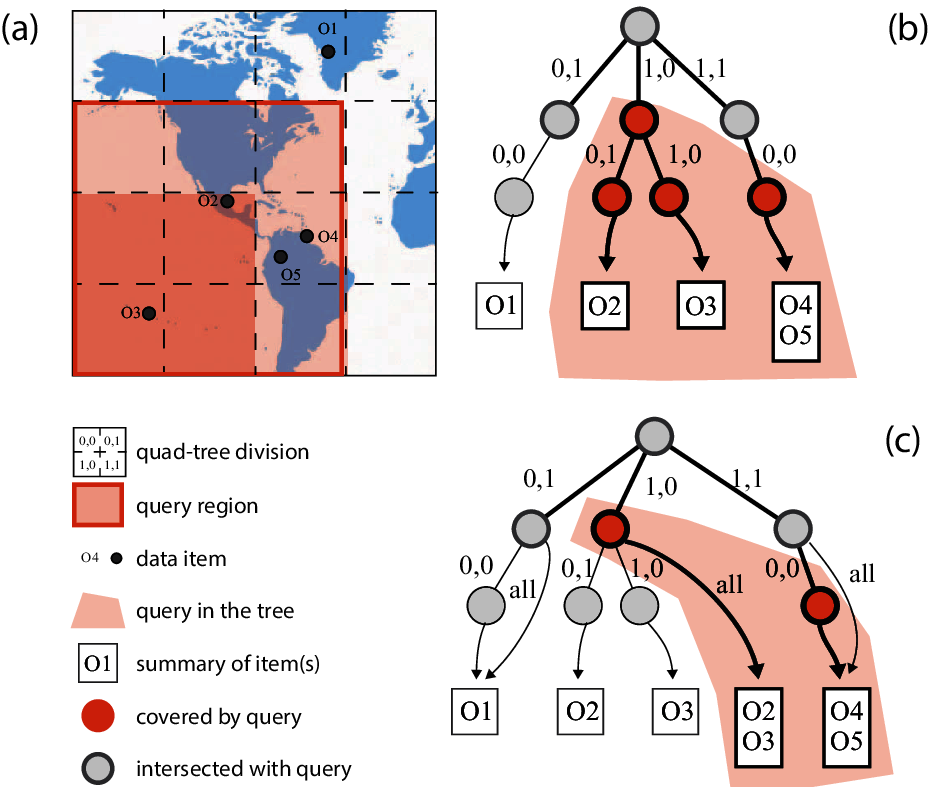 (a)
O1
O2
O4
O5
O3
0,0 0,1
1,0 1,1
quad-tree division
query region
O4 data item
query in the tree
O1 summary of item(s)
covered by query
intersected with query
(b)
0,1 1,0 1,1
0,0 0,1 1,0 0,0
O1 O2 O3 O4
O5
(c)
0,1 1,0 1,1
0,0 all 0,1 1,0 all 0,0 all
O1 O2 O3 O2 O4
O3 O5